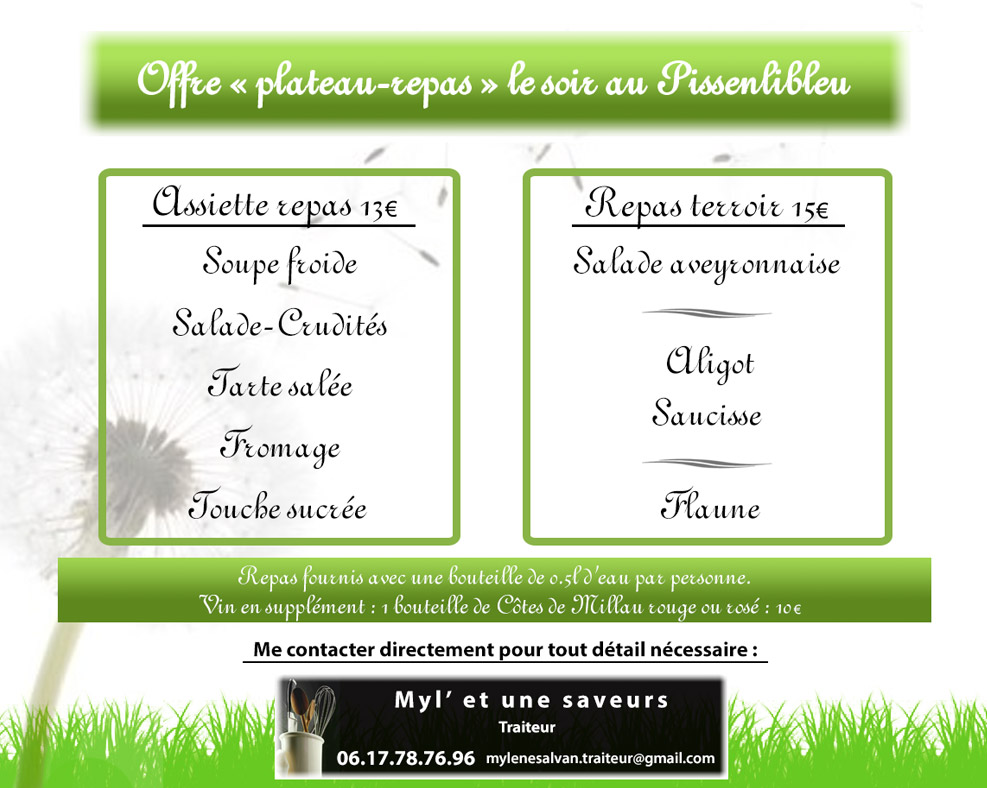 Offre « plateau-repas » le soir au Pissenlibleu
Assiette repas 13€
Soupe froide
Salade-Crudités
Tarte salée
Fromage
Touche sucrée
Repas terroir 15€
Salade aveyronnaise
Aligot
Saucisse
Flaune
Repas fournis avec une bouteille de 0.5l d'eau par personne.
Vin en supplément : 1 bouteille de Côtes de Millau rouge ou rosé : 10€
Me contacter directement pour tout détail nécessaire :
Myl' et une saveurs
Traiteur
06.17.78.76.96 mylenesalvan.traiteur@gmail.com